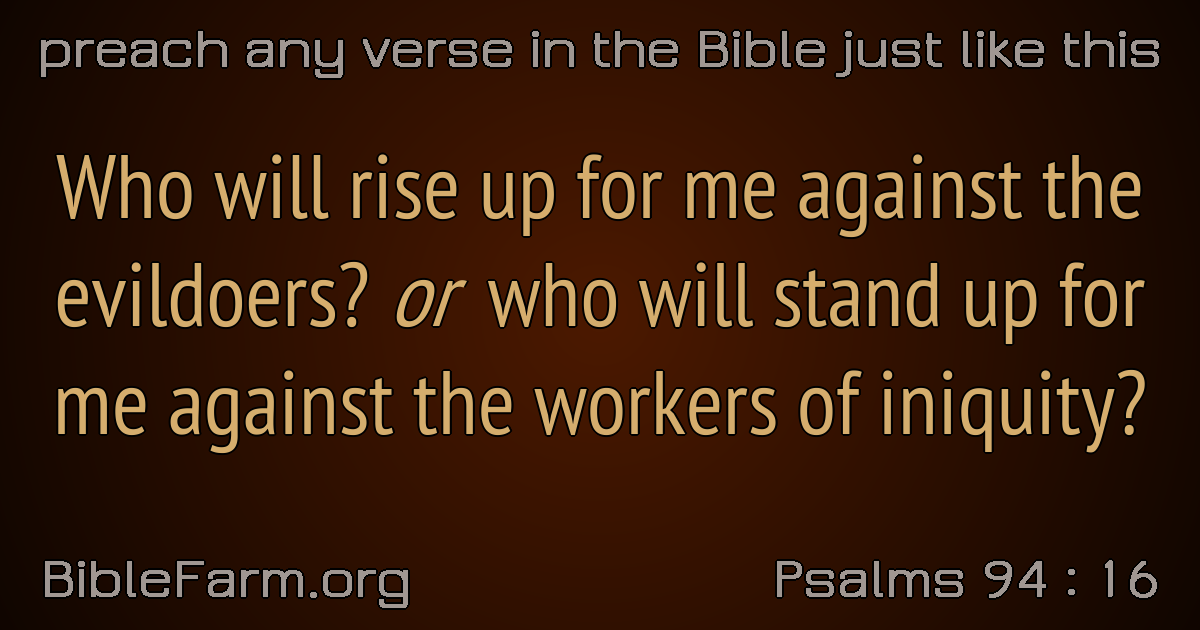 preach any verse in the Bible just like this
Who will rise up for me against the
evildoers? or who will stand up for
me against the workers of iniquity?
BibleFarm.org
Psalms 94 : 16